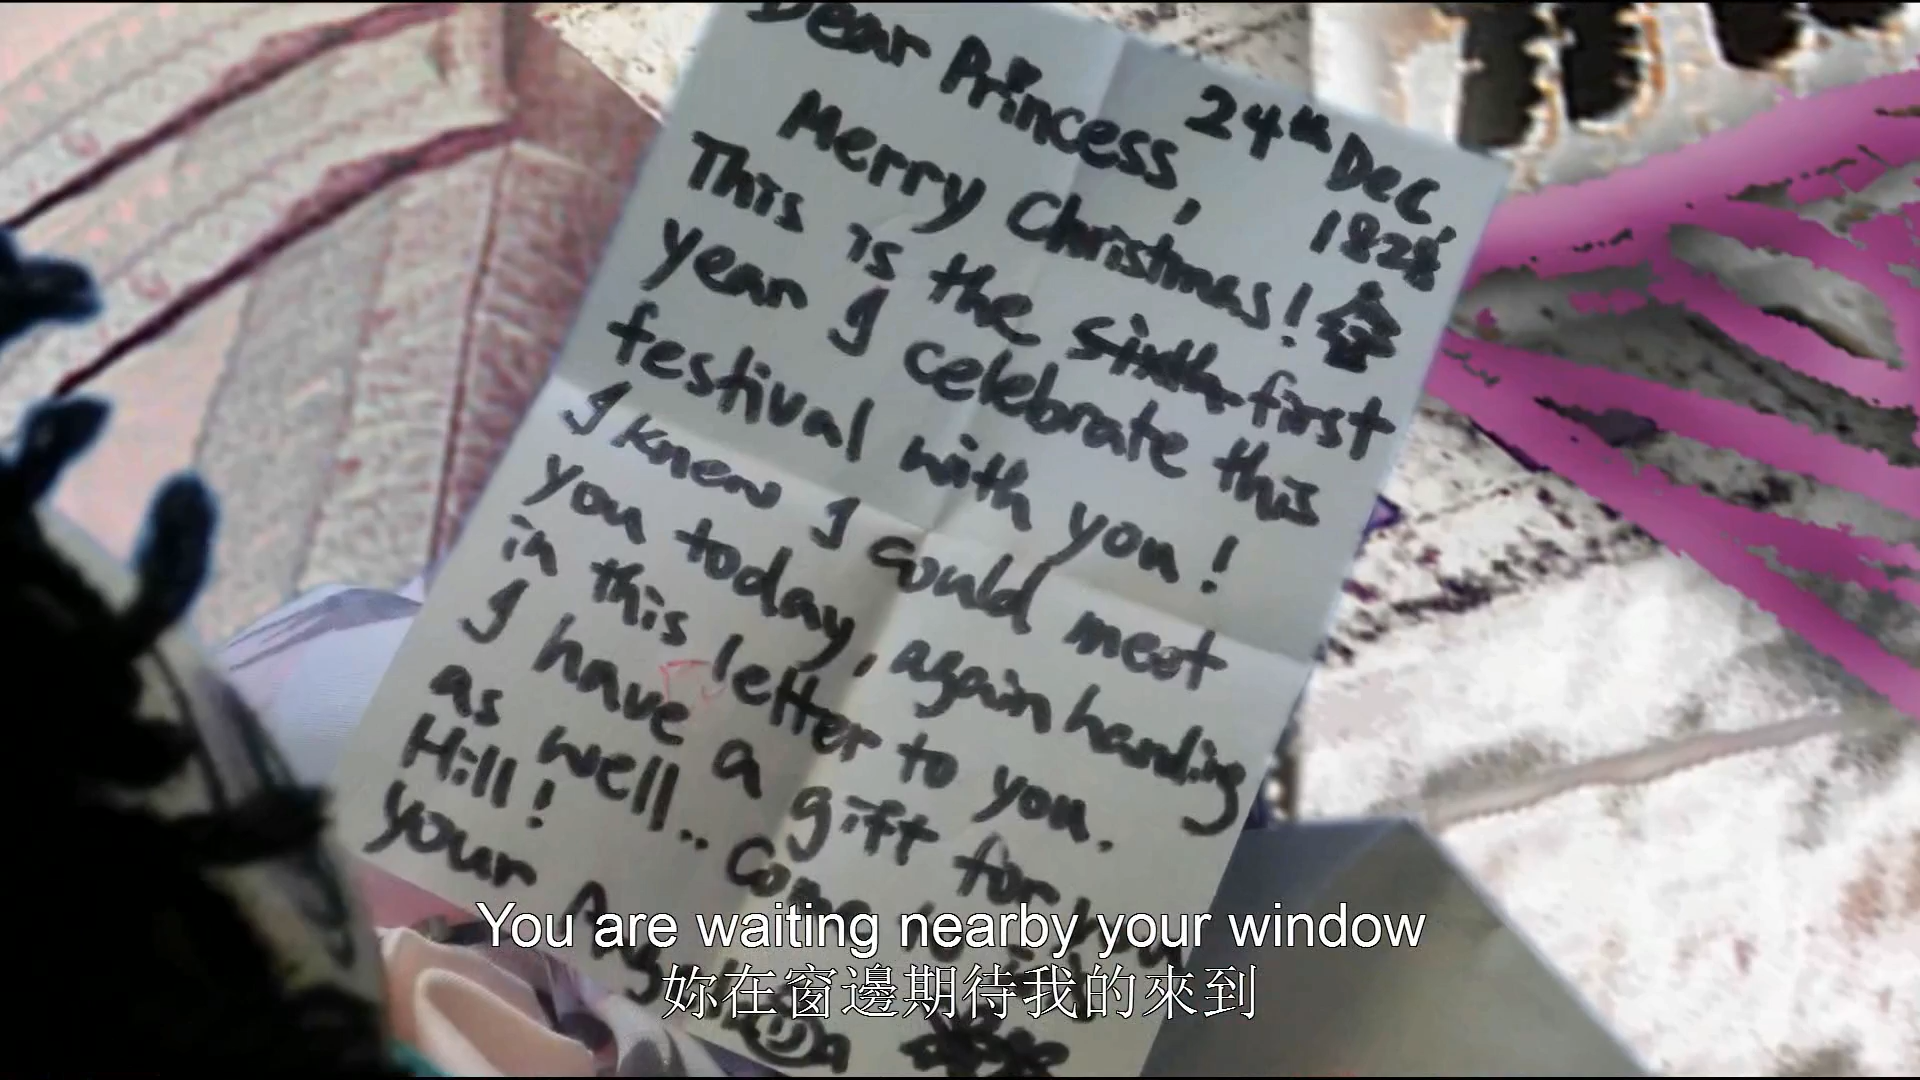 Dear Princess,
24th Dec,
1828
Merry Christmas!
This is the sixth first
year I celebrate this
festival with you!
I knew I could meet
you today, again handing
in this letter to you.
I have a gift for you
as well.. Come to
Hill!
your
You are waiting nearby your window
妳在窗邊期待我的來到